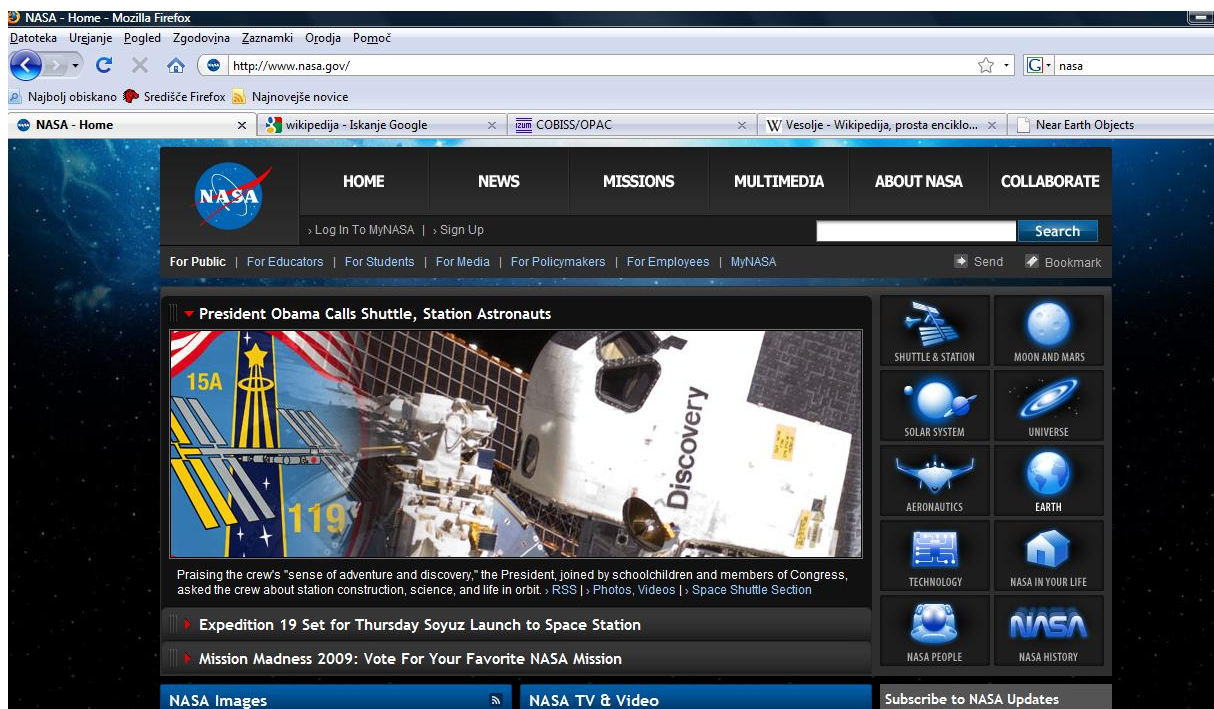 NASA - Home - Mozilla Firefox
Datoteka Urejanje Pogled Zgodovina Zaznamki Orodja Pomoč
http://www.nasa.gov/ G nasa
Najbolj obiskano Središče Firefox Najnovejše novice
NASA - Home wikipedija - Iskanje Google izum COBISS/OPAC W Vesolje - Wikipedija, prosta enciklo... Near Earth Objects
NASA
HOME NEWS MISSIONS MULTIMEDIA ABOUT NASA COLLABORATE
› Log In To MyNASA | › Sign Up Search
For Public | For Educators | For Students | For Media | For Policymakers | For Employees | MyNASA Send Bookmark
President Obama Calls Shuttle, Station Astronauts
15A
119
Discovery
Praising the crew's "sense of adventure and discovery," the President, joined by schoolchildren and members of Congress,
asked the crew about station construction, science, and life in orbit. › RSS | › Photos, Videos | › Space Shuttle Section
Expedition 19 Set for Thursday Soyuz Launch to Space Station
Mission Madness 2009: Vote For Your Favorite NASA Mission
SHUTTLE & STATION MOON AND MARS
SOLAR SYSTEM UNIVERSE
AERONAUTICS EARTH
TECHNOLOGY NASA IN YOUR LIFE
NASA
NASA PEOPLE NASA HISTORY
NASA Images NASA TV & Video Subscribe to NASA Updates